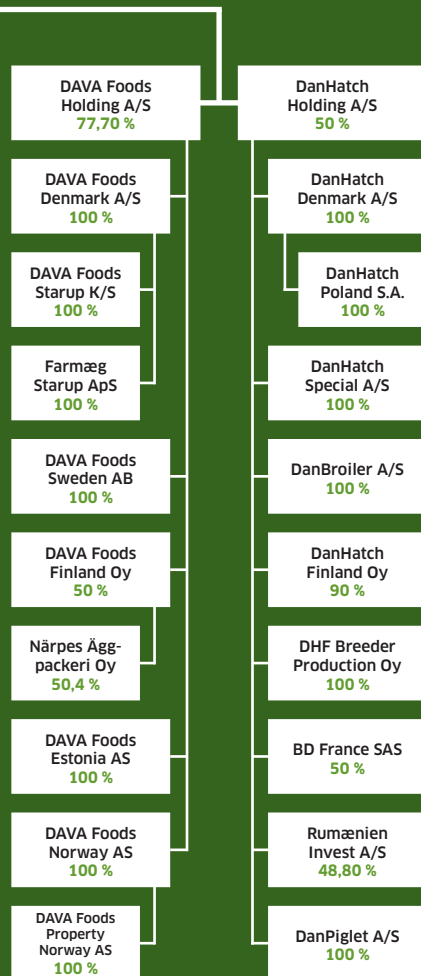 DAVA Foods
Holding A/S
77,70 %
DAVA Foods
Denmark A/S
100 %
DAVA Foods
Starup K/S
100 %
Farmæg
Starup ApS
100 %
DAVA Foods
Sweden AB
100 %
DAVA Foods
Finland Oy
50 %
Närpes Ägg-
packeri Oy
50,4 %
DAVA Foods
Estonia AS
100 %
DAVA Foods
Norway AS
100 %
DAVA Foods
Property
Norway AS
100 %
DanHatch
Holding A/S
50 %
DanHatch
Denmark A/S
100 %
DanHatch
Poland S.A.
100 %
DanHatch
Special A/S
100 %
DanBroiler A/S
100 %
DanHatch
Finland Oy
90 %
DHF Breeder
Production Oy
100 %
BD France SAS
50 %
Rumænien
Invest A/S
48,80 %
DanPiglet A/S
100 %